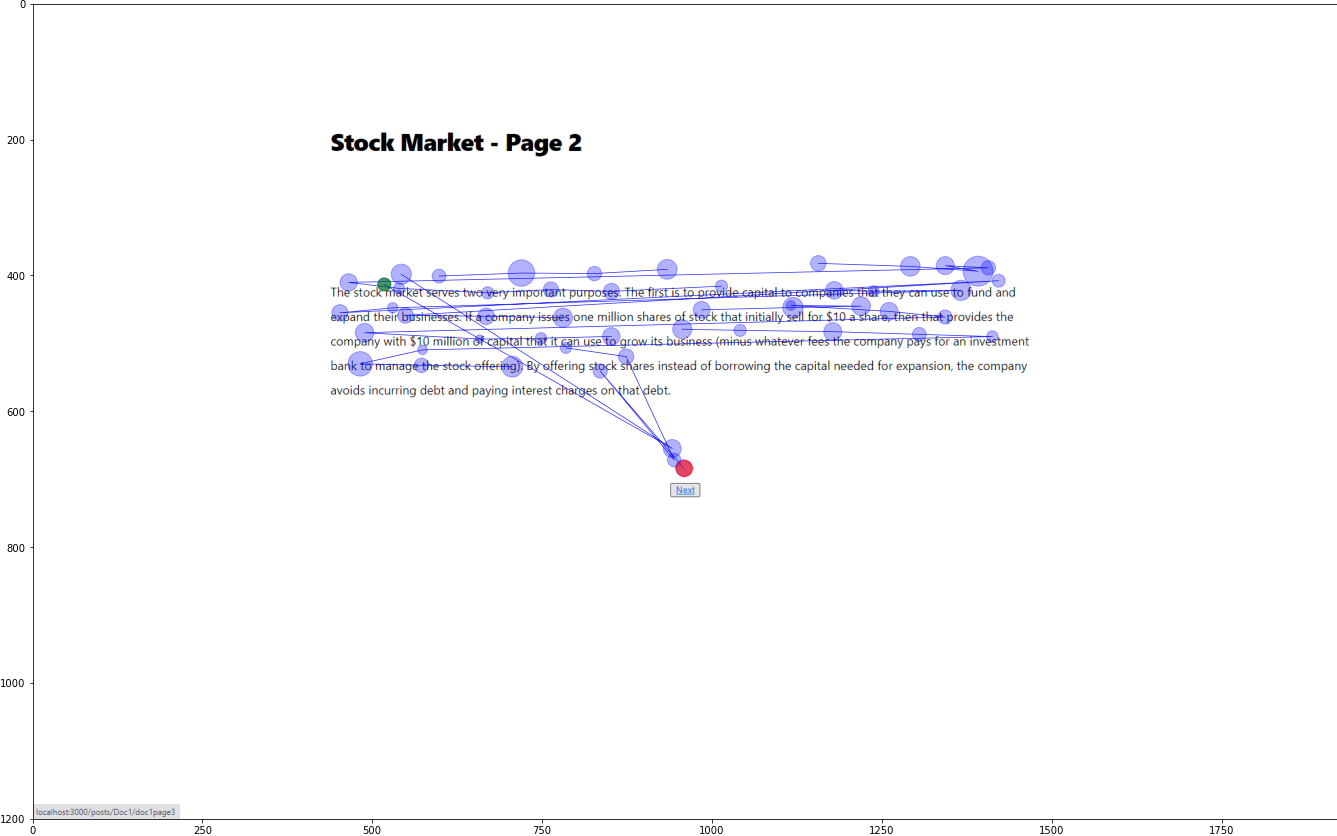 0
200
Stock Market - Page 2
400
The stock market serves two very important purposes. The first is to provide capital to companies that they can use to fund and
expand their businesses. If a company issues one million shares of stock that initially sell for $10 a share, then that provides the
company with $10 million of capital that it can use to grow its business (minus whatever fees the company pays for an investment
bank to manage the stock offering). By offering stock shares instead of borrowing the capital needed for expansion, the company
avoids incurring debt and paying interest charges on that debt.
600
Next
800
1000
localhost:3000/posts/Doc1/doc1page3
1200
0 250 500 750 1000 1250 1500 1750